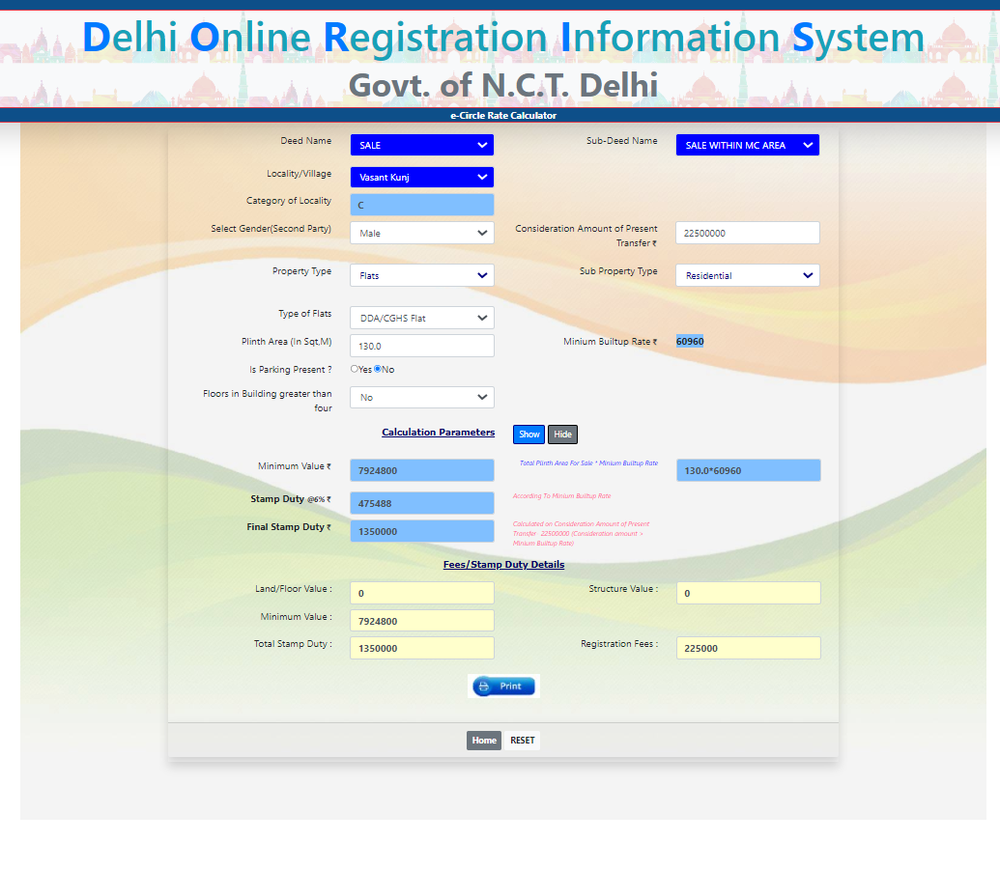 Delhi Online Registration Information System
Govt. of N.C.T. Delhi
e-Circle Rate Calculator
Deed Name SALE Sub-Deed Name SALE WITHIN MC AREA
Locality/Village Vasant Kunj
Category of Locality C
Select Gender(Second Party) Male Consideration Amount of Present 22500000
Transfer ₹
Property Type Flats Sub Property Type Residential
Type of Flats DDA/CGHS Flat
Plinth Area (In Sqt.M) 130.0 Minium Builtup Rate ₹ 60960
Is Parking Present ? Yes No
Floors in Building greater than No
four
Calculation Parameters Show Hide
Minimum Value ₹ 7924800 Total Plinth Area For Sale * Minium Builtup Rate 130.0*60960
Stamp Duty @6% ₹ 475488 According To Minium Builtup Rate
Final Stamp Duty ₹ 1350000 Calculated on Consideration Amount of Present
Transfer- 22500000 (Consideration amount >
Minium Builtup Rate)
Fees/Stamp Duty Details
Land/Floor Value : 0 Structure Value : 0
Minimum Value : 7924800
Total Stamp Duty : 1350000 Registration Fees : 225000
Print
Home RESET